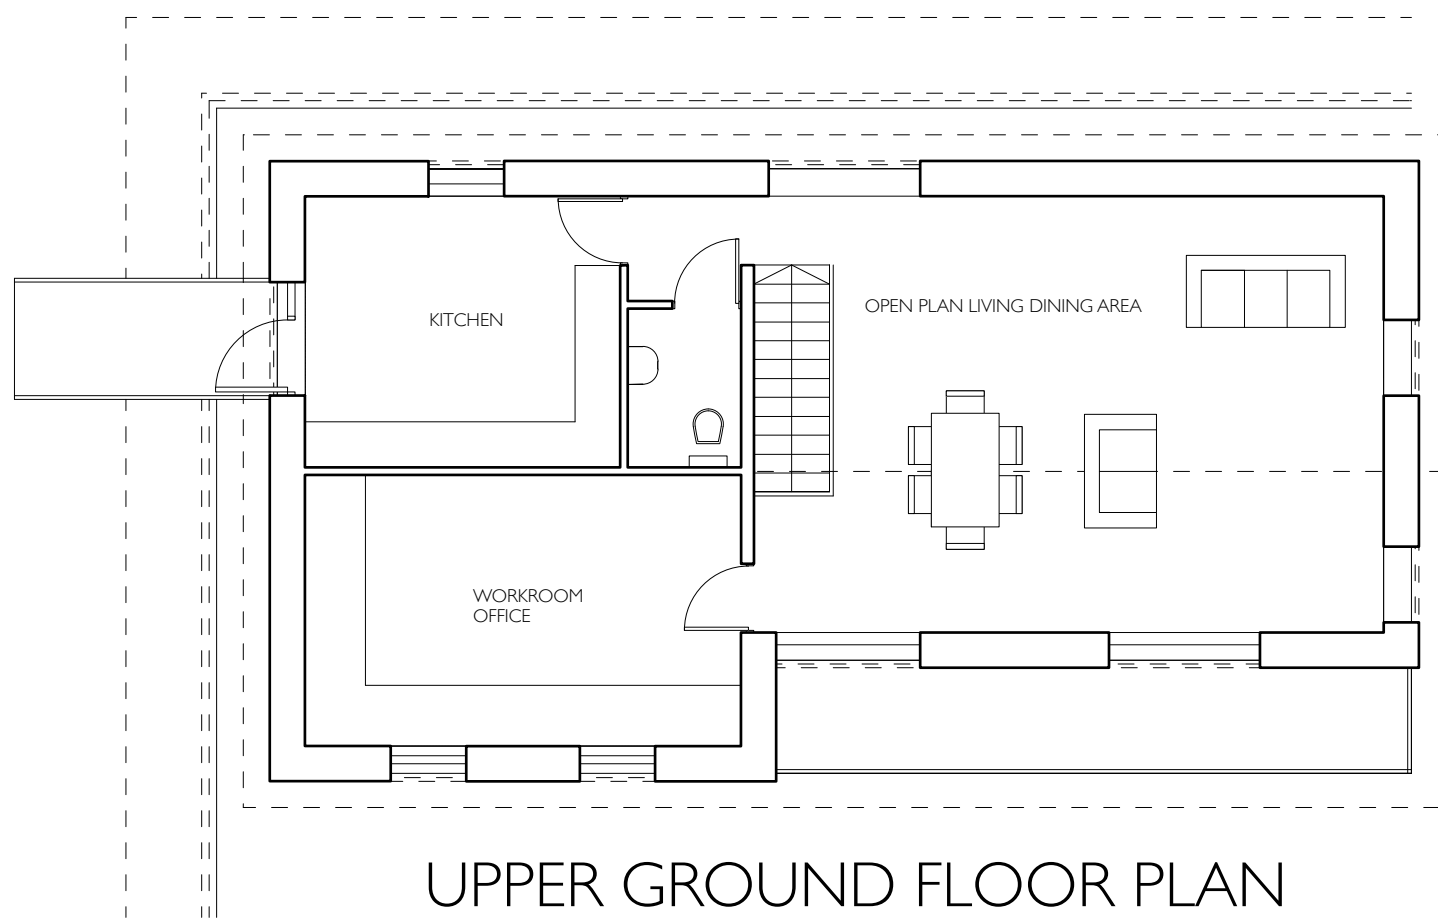 KITCHEN
OPEN PLAN LIVING DINING AREA
WORKROOM
OFFICE
UPPER GROUND FLOOR PLAN